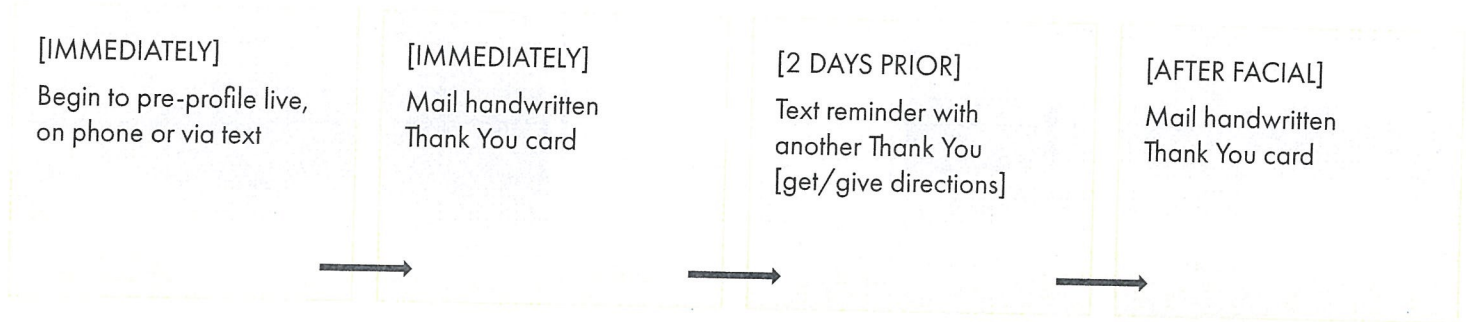 [IMMEDIATELY]
Begin to pre-profile live,
on phone or via text
[IMMEDIATELY]
Mail handwritten
Thank You card
[2 DAYS PRIOR]
Text reminder with
another Thank You
[get/give directions]
[AFTER FACIAL]
Mail handwritten
Thank You card